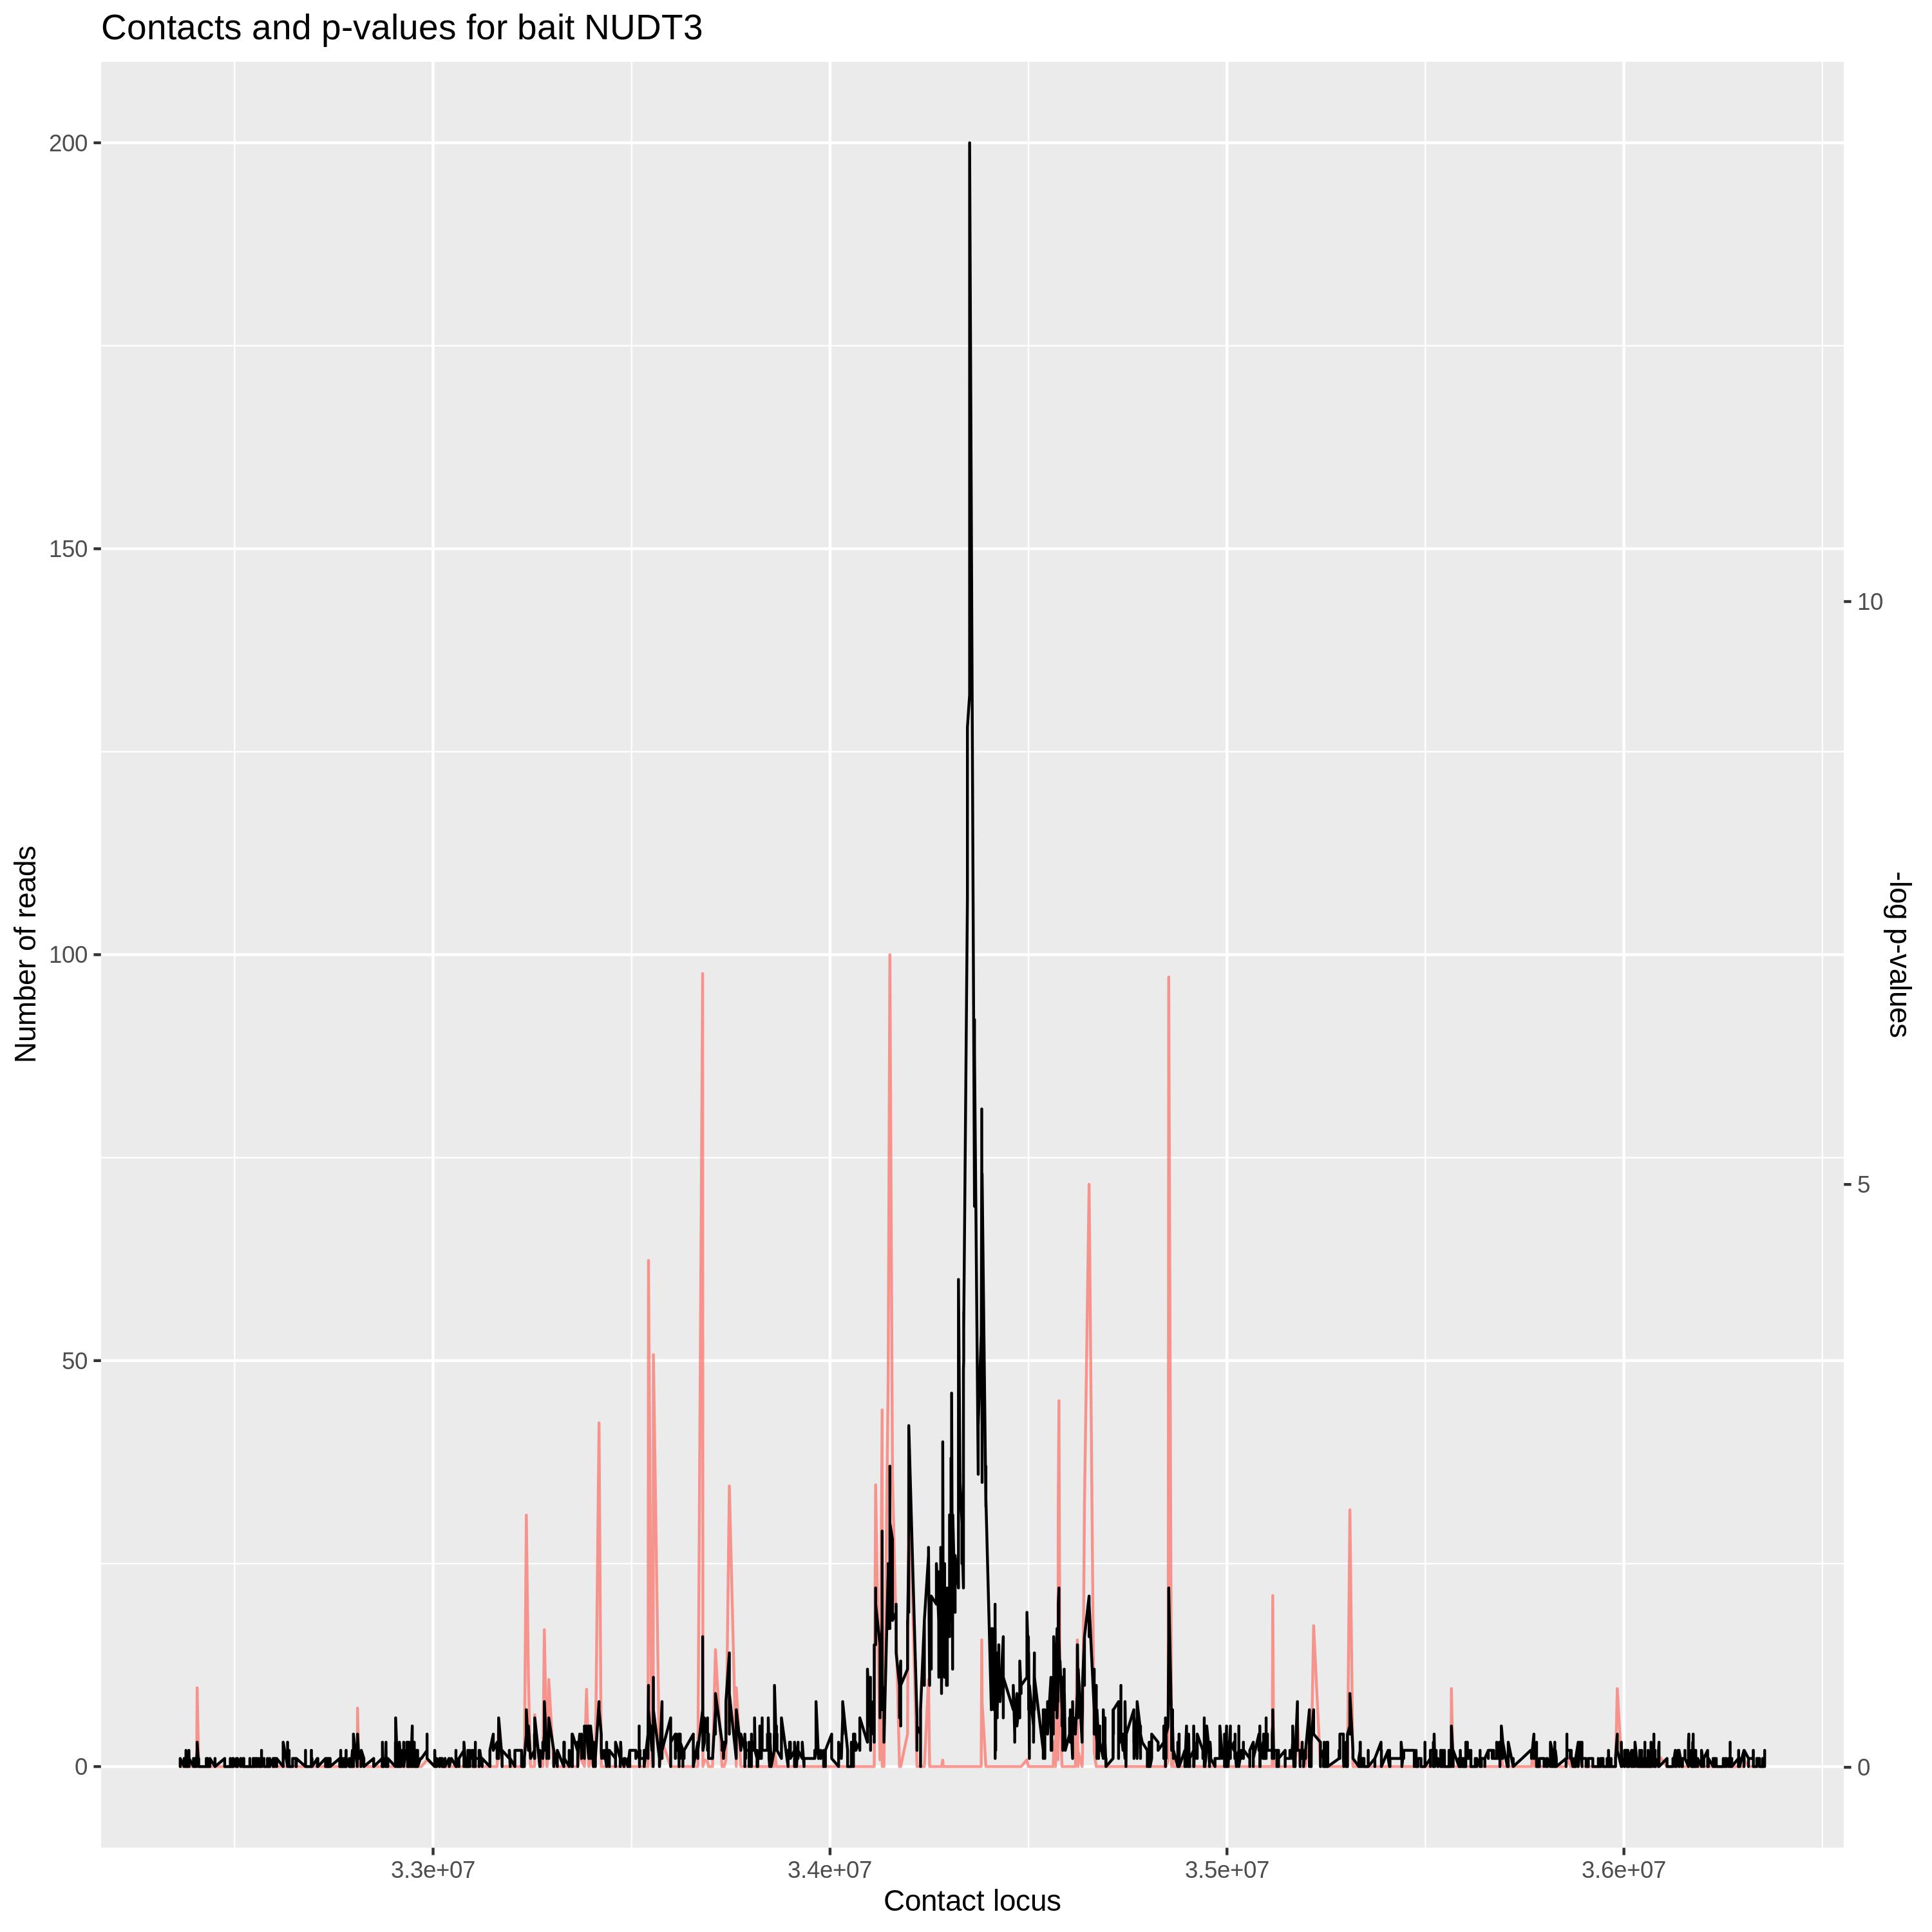 Contacts and p-values for bait NUDT3
200
150
100
50
0
Number of reads
10
5
0
-log p-values
3.3e+07
3.4e+07
3.5e+07
3.6e+07
Contact locus